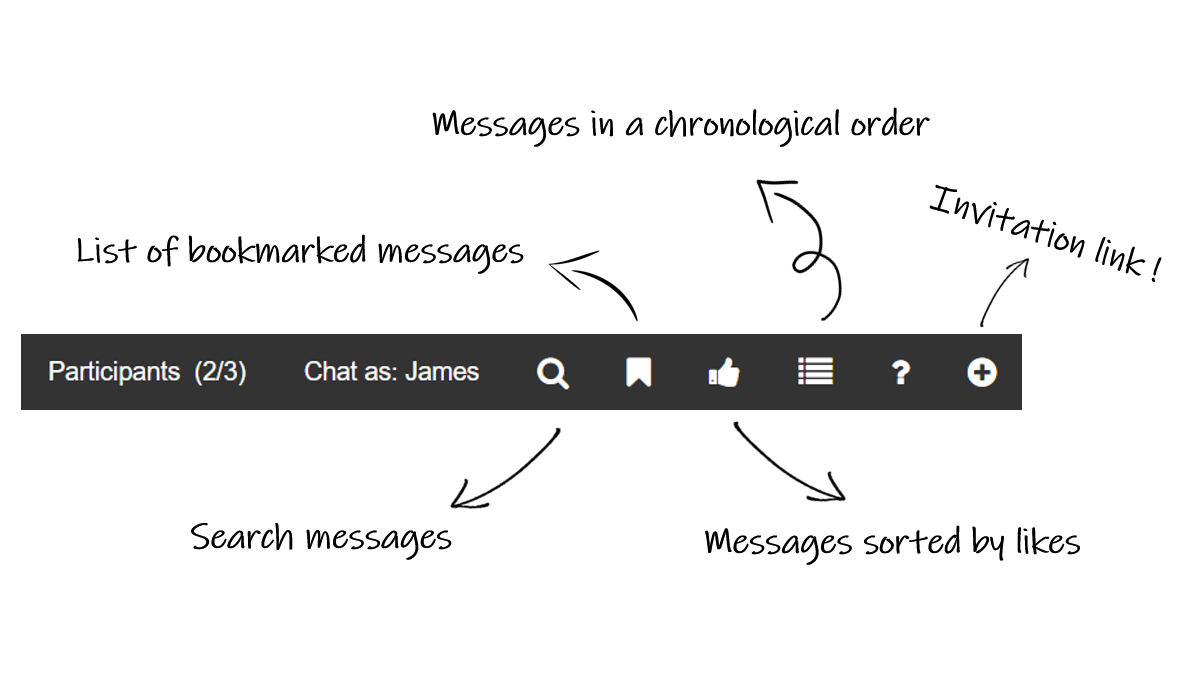 Messages in a chronological order
Invitation link!
List of bookmarked messages
Participants (2/3) Chat as: James ?
Search messages
Messages sorted by likes